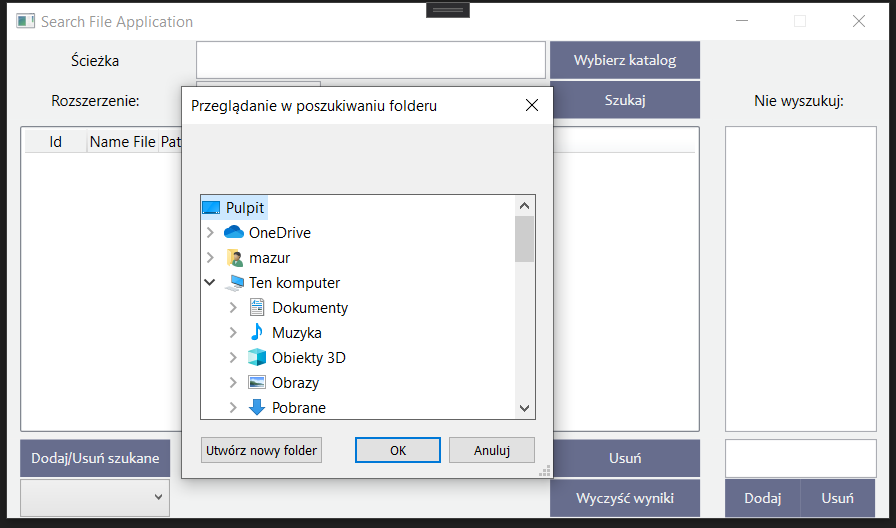 Search File Application
Ścieżka
Wybierz katalog
Rozszerzenie:
Szukaj
Nie wyszukuj:
Przeglądanie w poszukiwaniu folderu
Id Name File Pat
Pulpit
OneDrive
mazur
Ten komputer
Dokumenty
Muzyka
Obiekty 3D
Obrazy
Pobrane
Utwórz nowy folder OK Anuluj
Dodaj/Usuń szukane
Usuń
Wyczyść wyniki
Dodaj Usuń